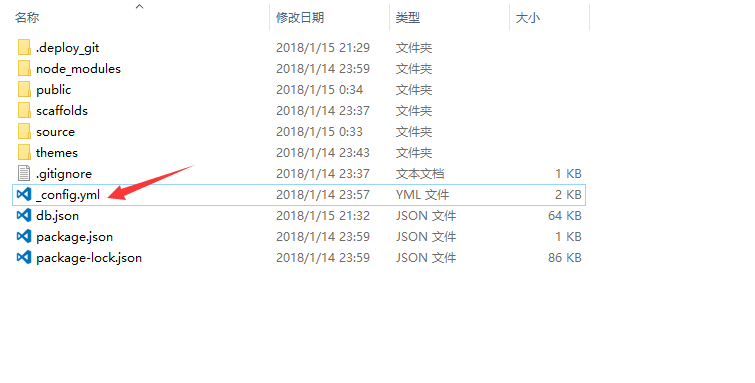 名称 修改日期 类型 大小
.deploy_git 2018/1/15 21:29 文件夹
node_modules 2018/1/14 23:59 文件夹
public 2018/1/15 0:34 文件夹
scaffolds 2018/1/14 23:37 文件夹
source 2018/1/15 0:33 文件夹
themes 2018/1/14 23:43 文件夹
.gitignore 2018/1/14 23:37 文本文档 1 KB
_config.yml 2018/1/14 23:57 YML 文件 2 KB
db.json 2018/1/15 21:32 JSON 文件 64 KB
package.json 2018/1/14 23:59 JSON 文件 1 KB
package-lock.json 2018/1/14 23:59 JSON 文件 86 KB